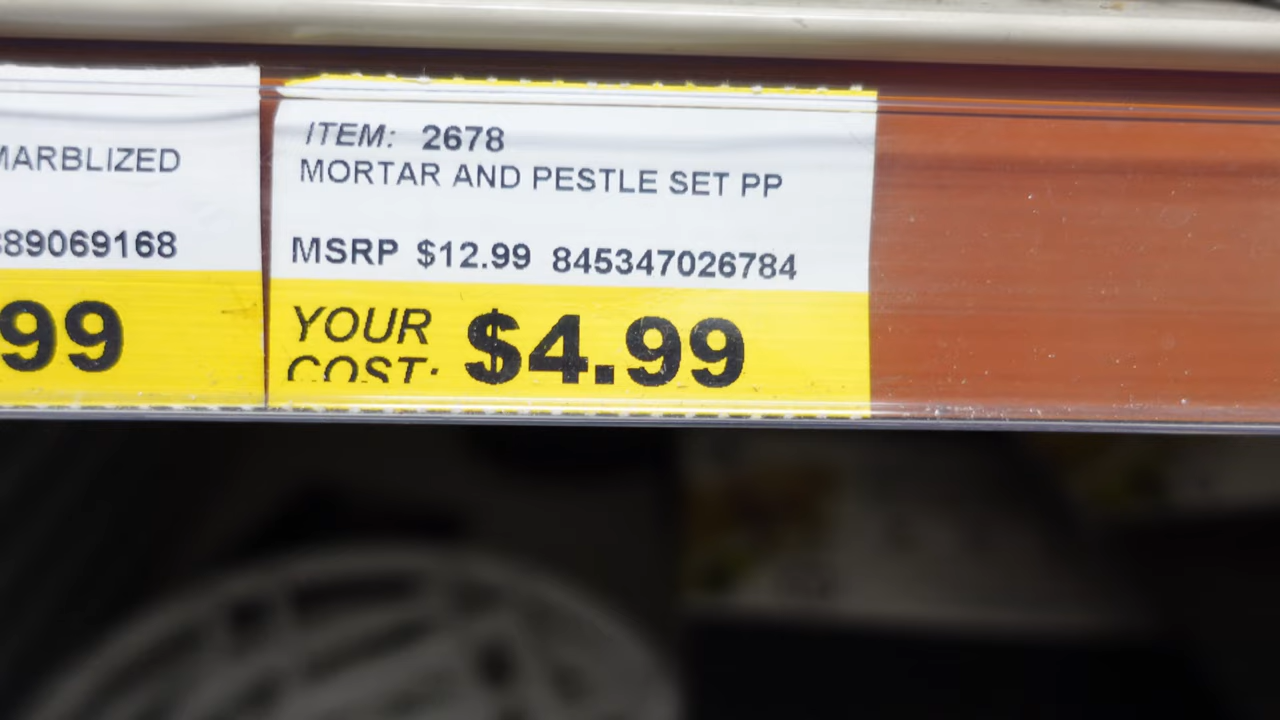 MARBLIZED
89069168
99
ITEM: 2678
MORTAR AND PESTLE SET PP
MSRP $12.99 845347026784
YOUR
COST: $4.99